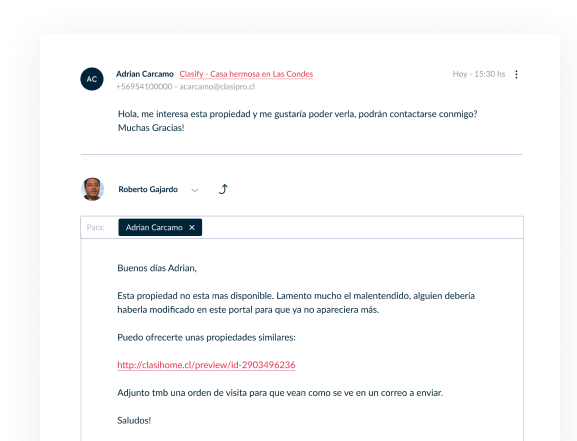 AC
Adrian Carcamo Clasify - Casa hermosa en Las Condes Hoy - 15:30 hs
+56954100000 - acarcamo@clasipro.cl
Hola, me interesa esta propiedad y me gustaría poder verla, podrán contactarse conmigo?
Muchas Gracias!
Roberto Gajardo
Para: Adrian Carcamo ×
Buenos días Adrian,
Esta propiedad no esta mas disponible. Lamento mucho el malentendido, alguien debería
haberla modificado en este portal para que ya no apareciera más.
Puedo ofrecerte unas propiedades similares:
http://clasihome.cl/preview/id-2903496236
Adjunto tmb una orden de visita para que vean como se ve en un correo a enviar.
Saludos!